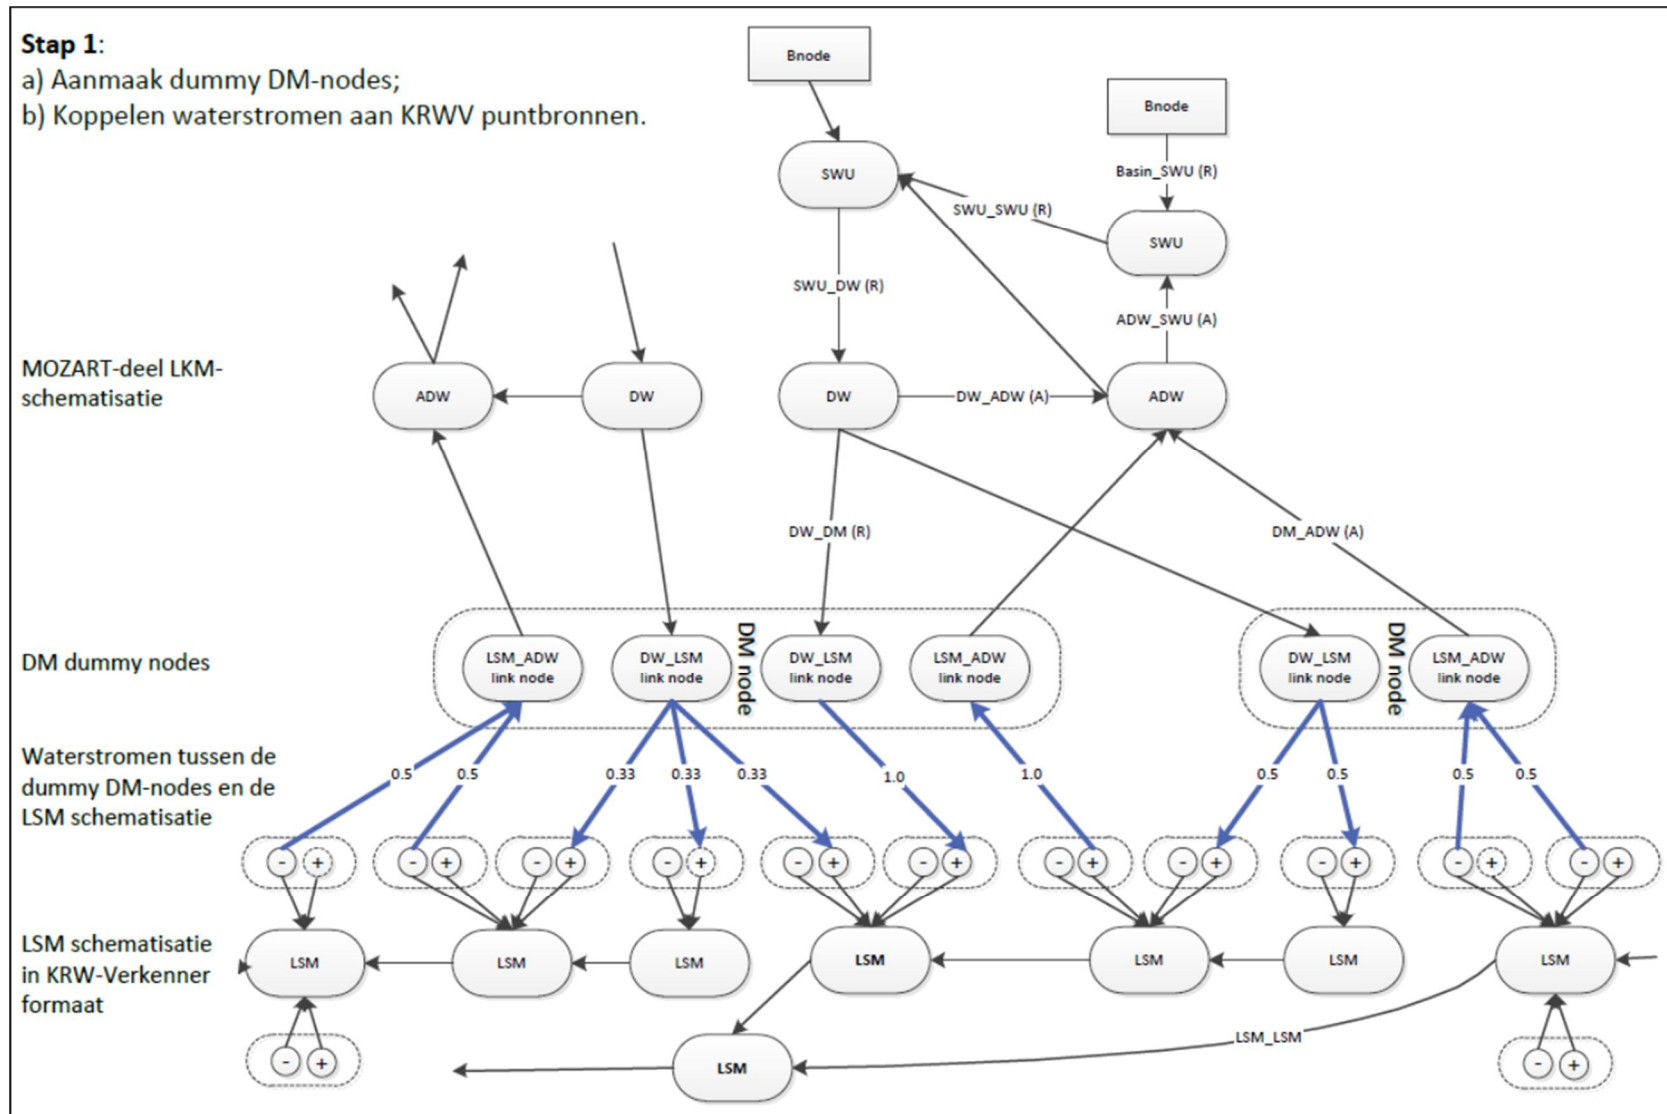 Stap 1:
a) Aanmaak dummy DM-nodes;
b) Koppelen waterstromen aan KRWV puntbronnen.
Bnode
Bnode
SWU
Basin_SWU (R)
SWU_SWU (R)
SWU
SWU_DW (R)
ADW_SWU (A)
MOZART-deel LKM-
schematisatie
ADW
DW
DW
DW_ADW (A)
ADW
DW_DM (R)
DM_ADW (A)
DM dummy nodes
LSM_ADW
link node
DW_LSM
link node
DM node
DW_LSM
link node
LSM_ADW
link node
DW_LSM
link node
DM node
LSM_ADW
link node
Waterstromen tussen de
dummy DM-nodes en de
LSM schematisatie
0.5
0.5
0.33
0.33
0.33
1.0
1.0
0.5
0.5
0.5
0.5
- +
- +
- +
- +
- +
- +
- +
- +
- +
- +
- +
LSM schematisatie
in KRW-Verkenner
formaat
LSM
LSM
LSM
LSM
LSM
LSM
LSM
LSM_LSM
- +
LSM
- +